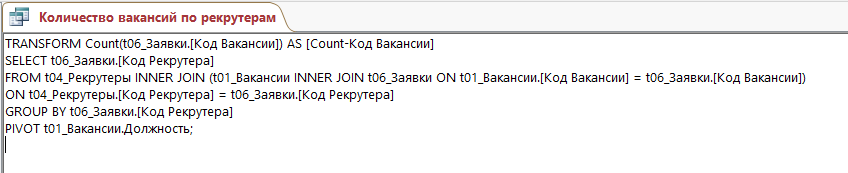 Количество вакансий по рекрутерам
TRANSFORM Count(t06_Заявки.[Код Вакансии]) AS [Count-Код Вакансии]
SELECT t06_Заявки.[Код Рекрутера]
FROM t04_Рекрутеры INNER JOIN (t01_Вакансии INNER JOIN t06_Заявки ON t01_Вакансии.[Код Вакансии] = t06_Заявки.[Код Вакансии])
ON t04_Рекрутеры.[Код Рекрутера] = t06_Заявки.[Код Рекрутера]
GROUP BY t06_Заявки.[Код Рекрутера]
PIVOT t01_Вакансии.Должность;